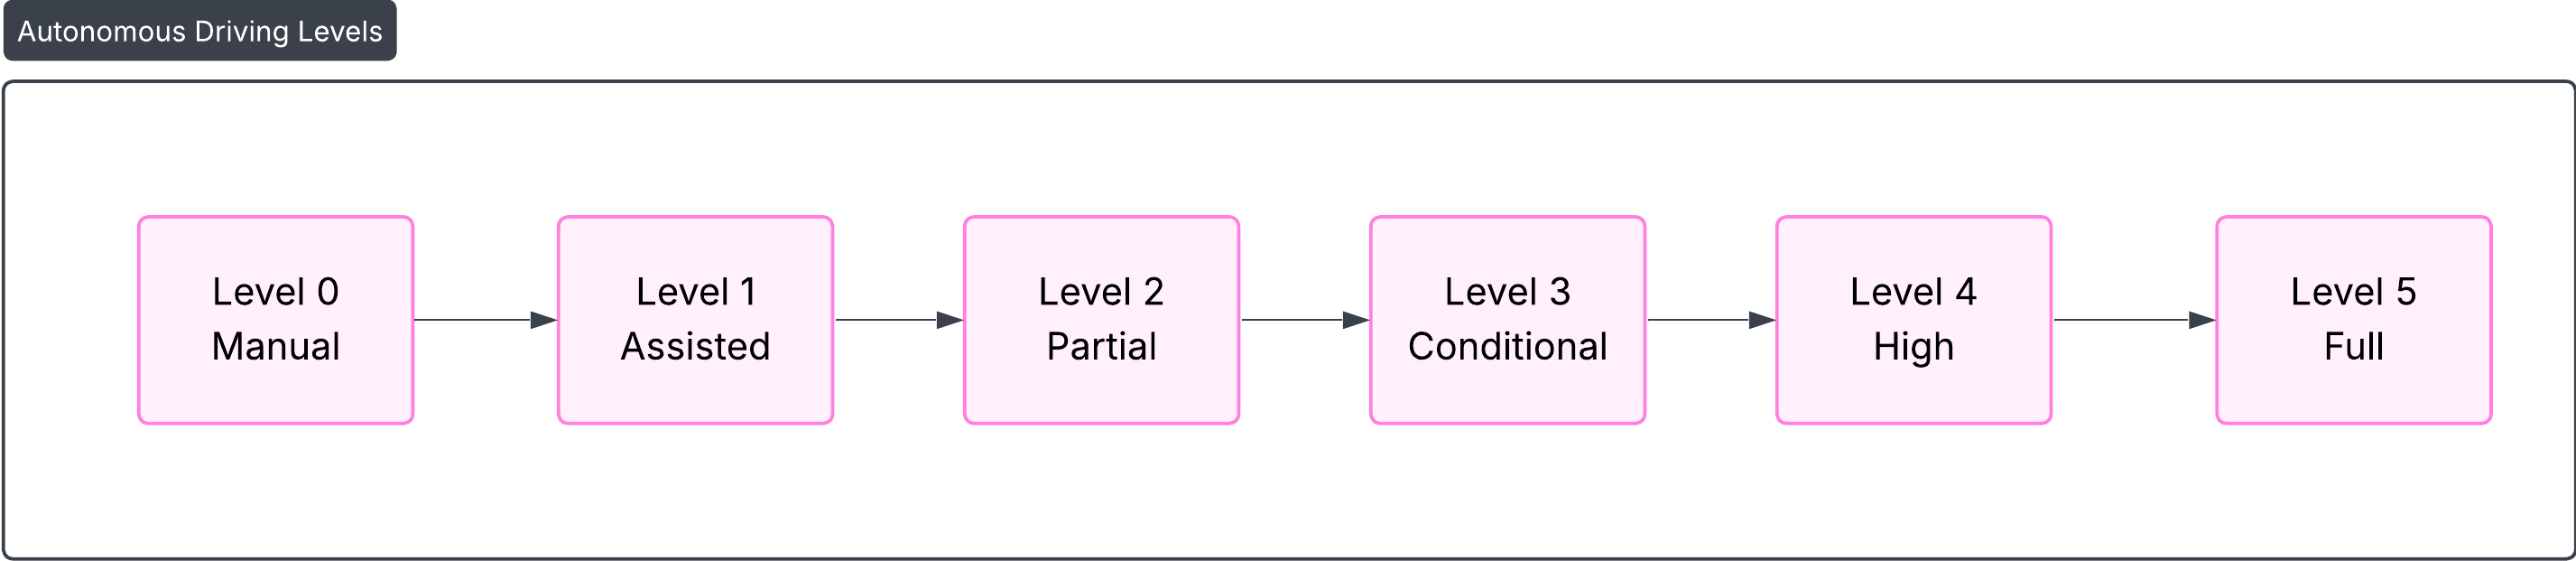 Autonomous Driving Levels
Level 0
Manual
Level 1
Assisted
Level 2
Partial
Level 3
Conditional
Level 4
High
Level 5
Full